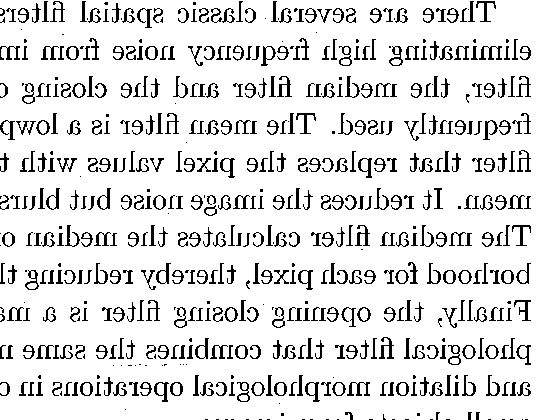 There are several classic spatial filters
eliminating high frequency noise from im
filter, the median filter and the closing o
frequently used. The mean filter is a lowp
filter that replaces the pixel values with t
mean. It reduces the image noise but blurs
The median filter calculates the median o
borhood for each pixel, thereby reducing th
Finally, the opening closing filter is a ma
phological filter that combines the same n
and dilation morphological operations in o